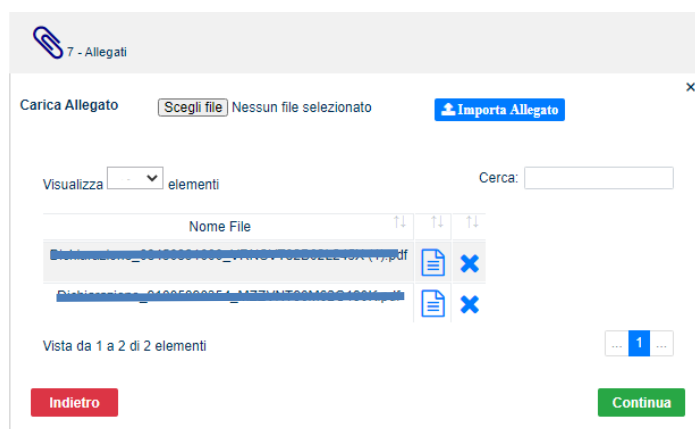 7 - Allegati
×
Carica Allegato Scegli file Nessun file selezionato Importa Allegato
Visualizza elementi Cerca:
Nome File
Vista da 1 a 2 di 2 elementi
... 1 ...
Indietro Continua